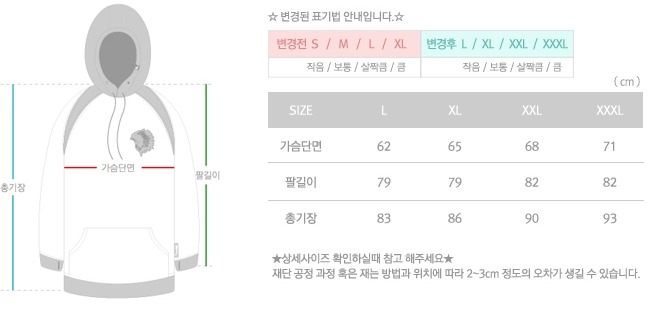 ☆ 변경된 표기법 안내입니다.☆
변경전 S / M / L / XL 변경후 L / XL / XXL / XXXL
작음 / 보통 / 살짝큼 / 큼 작음 / 보통 / 살짝큼 / 큼
( cm )
SIZE L XL XXL XXXL
가슴단면 62 65 68 71
팔길이 79 79 82 82
총기장 83 86 90 93
★상세사이즈 확인하실때 참고 해주세요★
재단 공정 과정 혹은 재는 방법과 위치에 따라 2~3cm 정도의 오차가 생길 수 있습니다.
가슴단면
팔길이
총기장